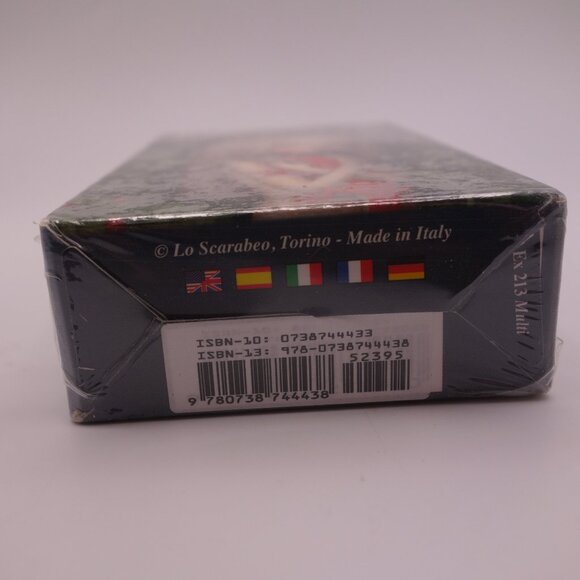 © Lo Scarabeo, Torino - Made in Italy
Ex 213 Multi
ISBN-10: 0738744433
ISBN-13: 978-0738744438
52395
9 780738 744438